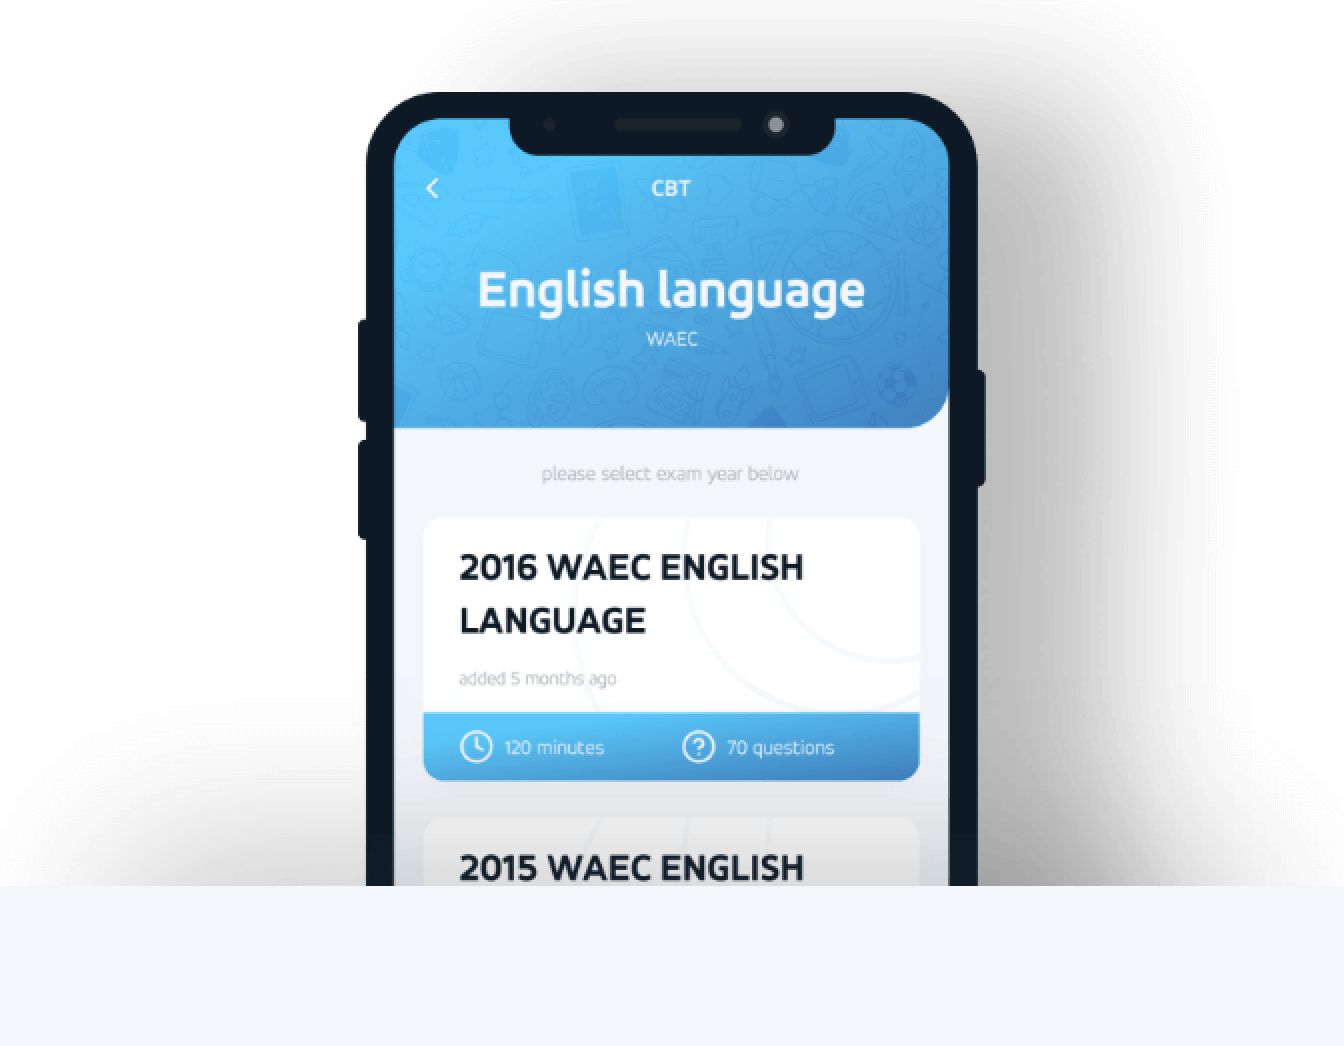 CBT
English language
WAEC
please select exam year below
2016 WAEC ENGLISH
LANGUAGE
added 5 months ago
120 minutes
70 questions
2015 WAEC ENGLISH